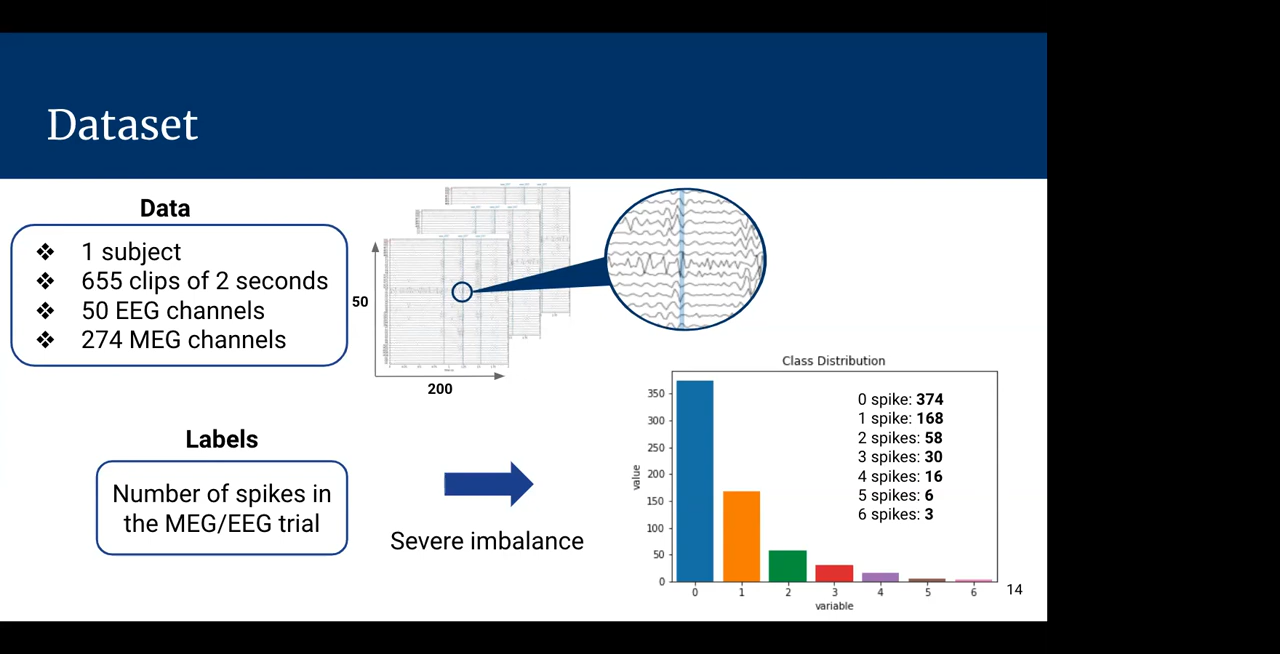 Dataset
Data
❖ 1 subject
❖ 655 clips of 2 seconds
❖ 50 EEG channels
❖ 274 MEG channels
50
200
Labels
Number of spikes in
the MEG/EEG trial
Severe imbalance
Class Distribution
0 spike: 374
1 spike: 168
2 spikes: 58
3 spikes: 30
4 spikes: 16
5 spikes: 6
6 spikes: 3
value
350
300
250
200
150
100
50
0
0 1 2 3 4 5 6
variable
14